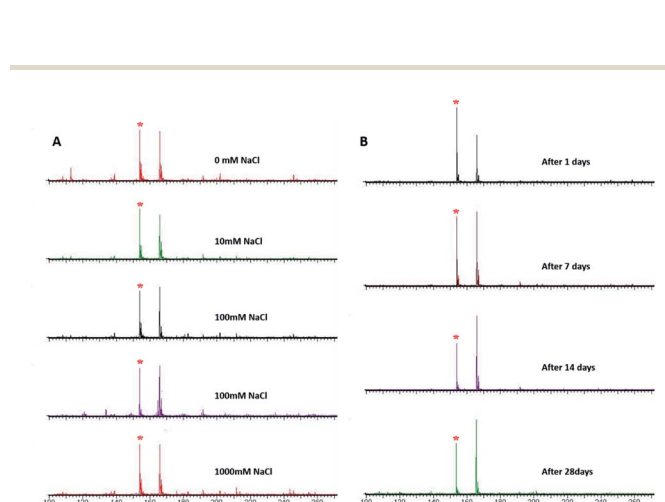 A
*
0 mM NaCl
*
10mM NaCl
*
100mM NaCl
*
100mM NaCl
*
1000mM NaCl
B
*
After 1 days
*
After 7 days
*
After 14 days
*
After 28days